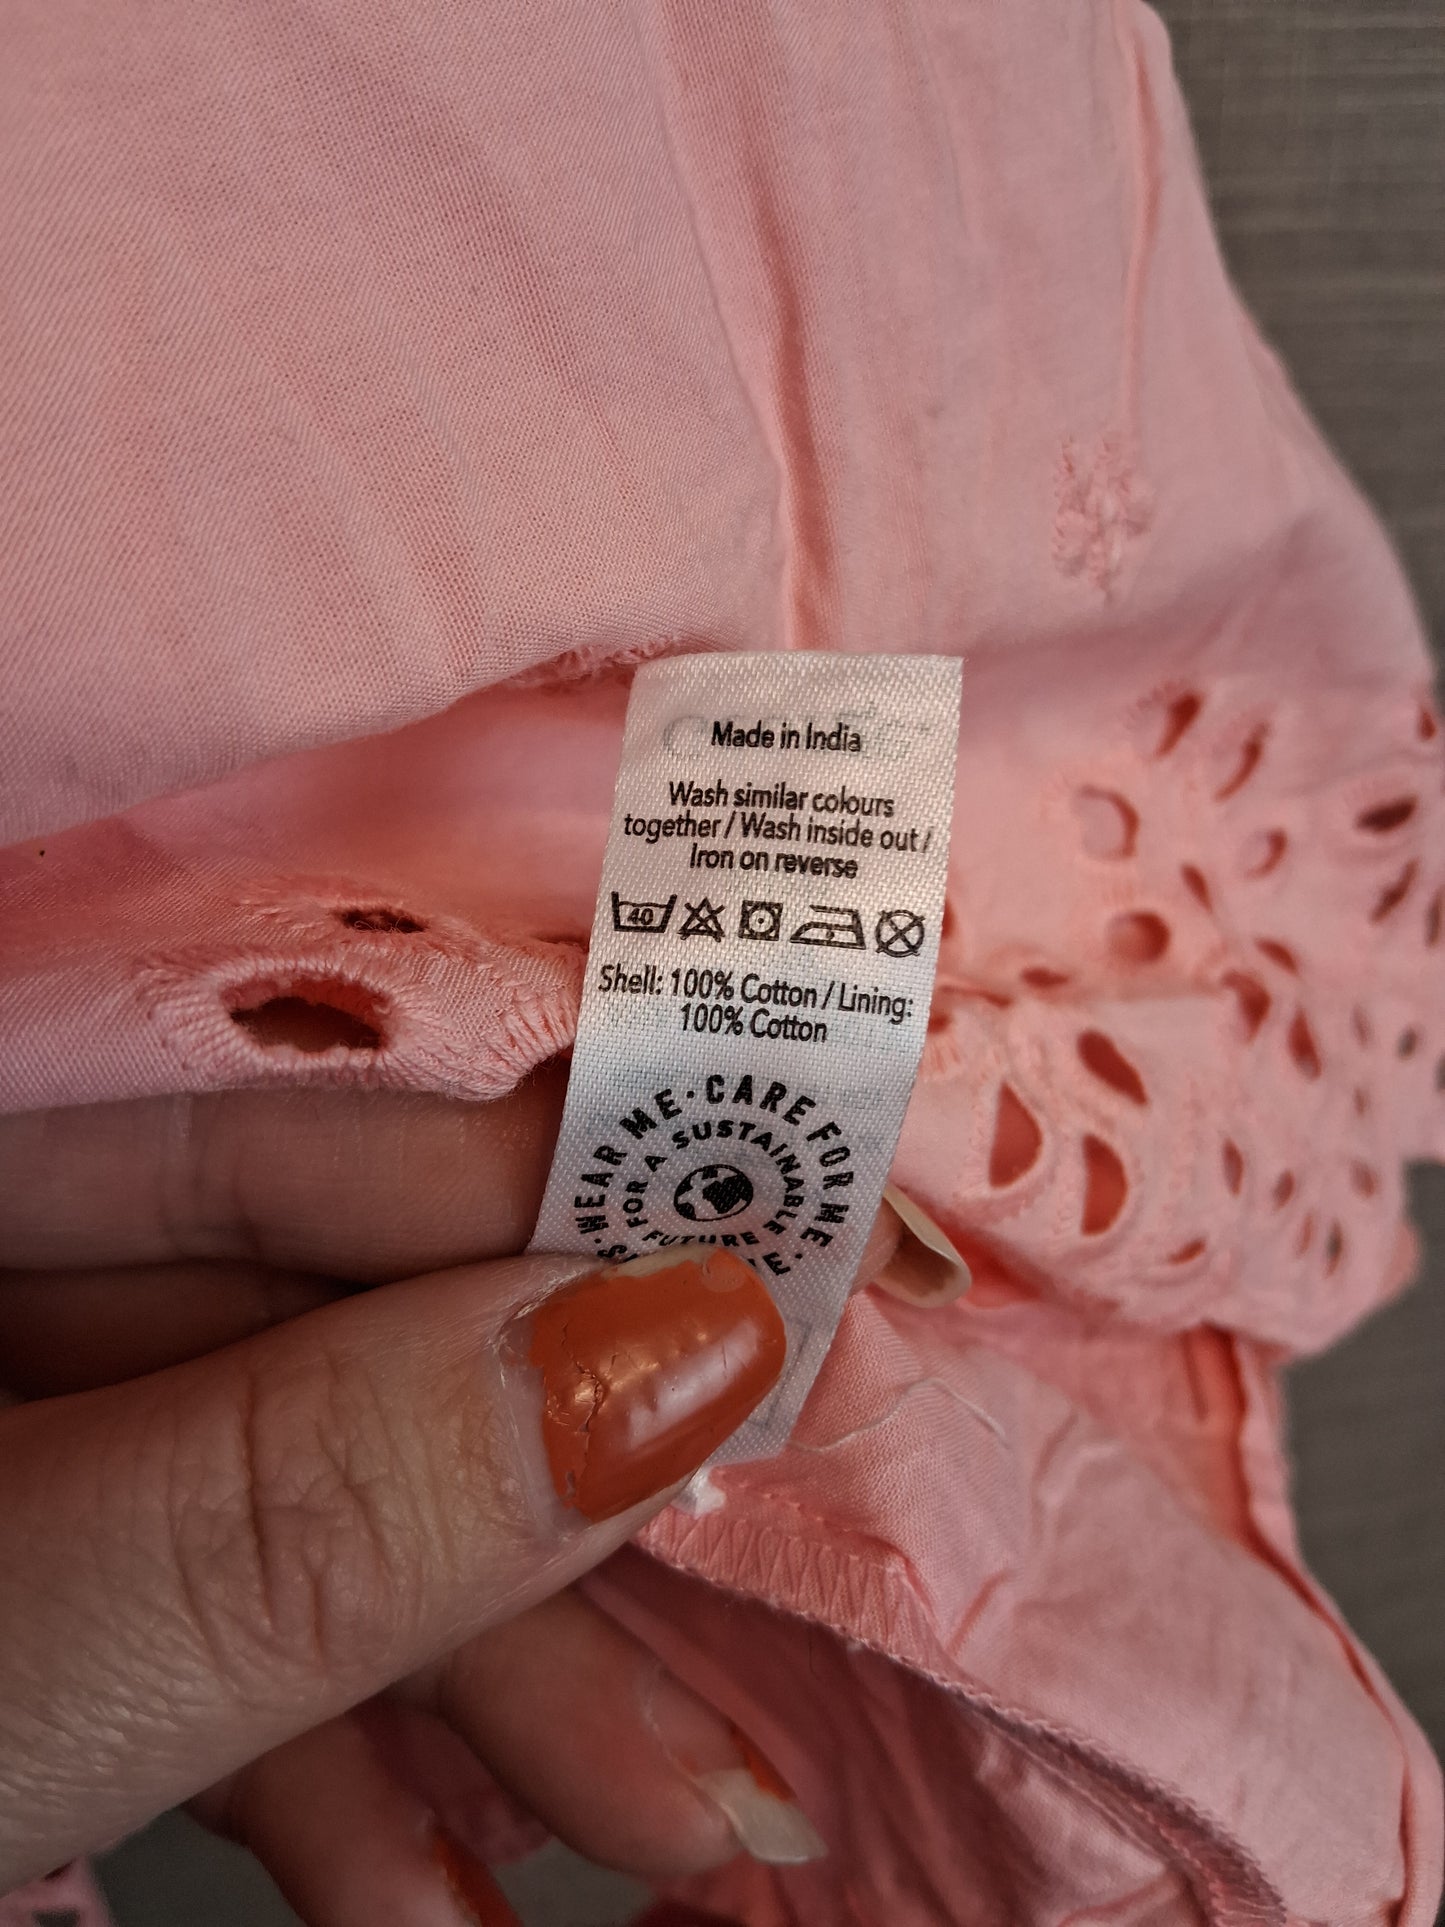 Made in India
Wash similar colours
together / Wash inside out /
Iron on reverse
40
Shell: 100% Cotton / Lining:
100% Cotton
WEAR ME · CARE FOR ME ·
FOR A SUSTAINABLE
FUTURE